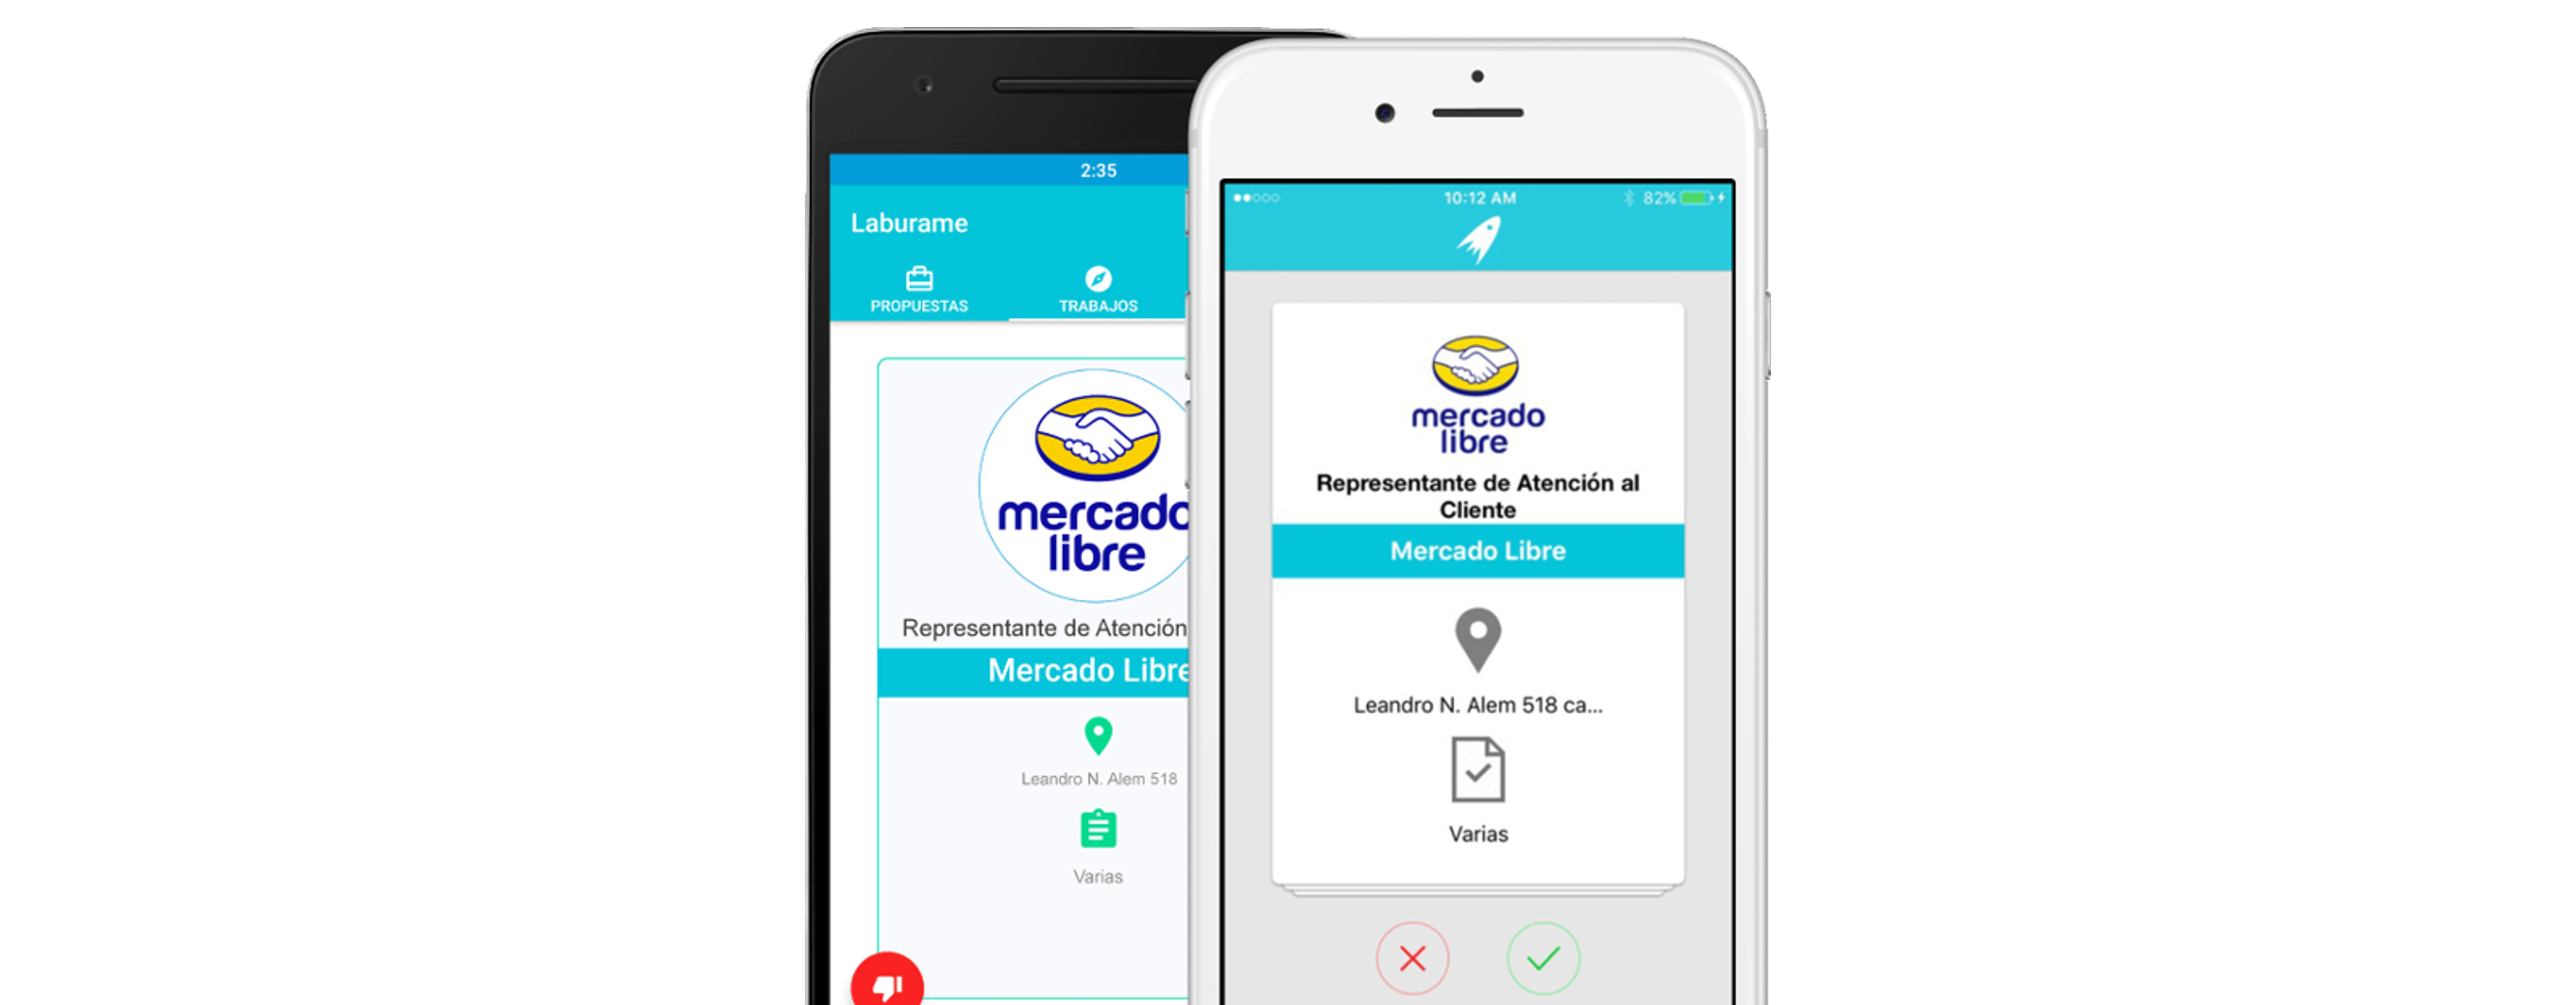 2:35
Laburame
PROPUESTAS
TRABAJOS
mercado
libre
Representante de Atención
Mercado Libre
Leandro N. Alem 518
Varias
10:12 AM
82%
mercado
libre
Representante de Atención al
Cliente
Mercado Libre
Leandro N. Alem 518 ca...
Varias